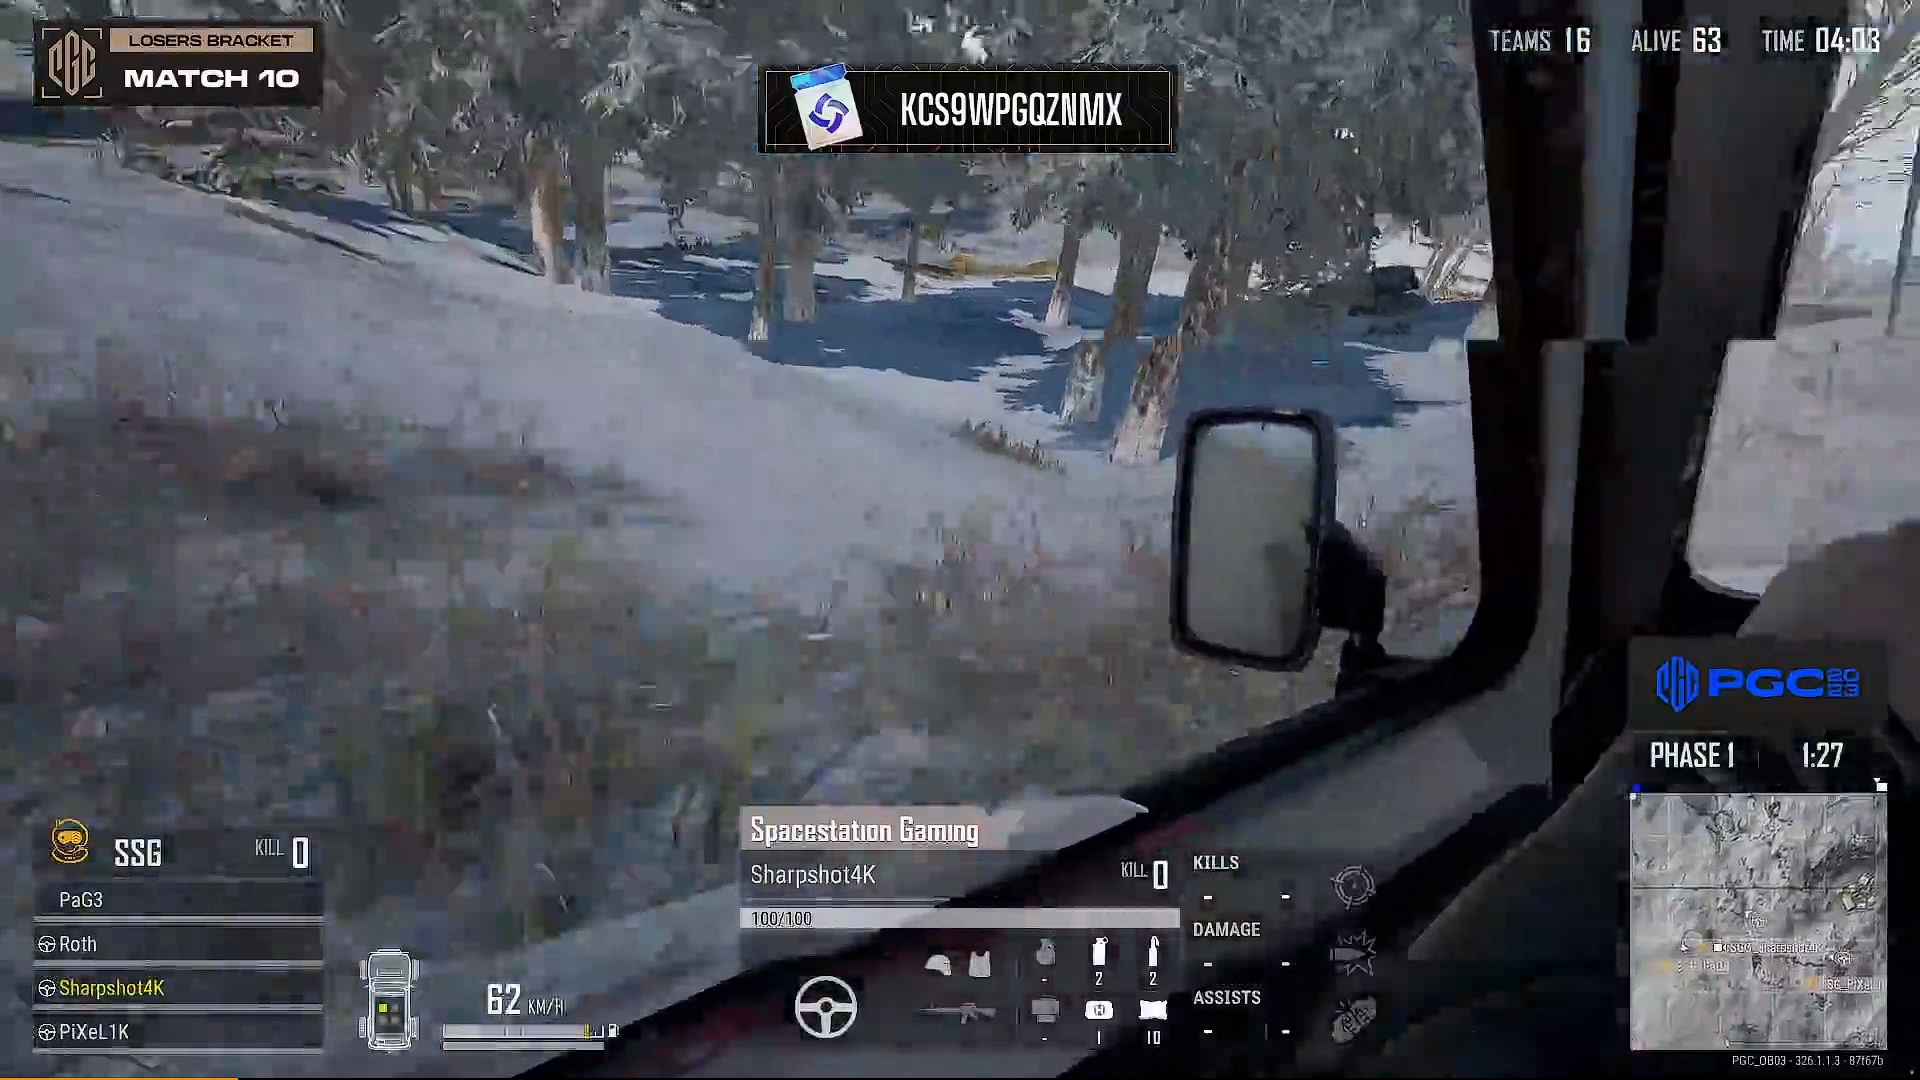 LOSERS BRACKET
MATCH 10
TEAMS 16 ALIVE 63 TIME 04:03
KCS9WPGQZNMX
PGC 2023
PHASE 1 1:27
SSG KILL 0
PaG3
Roth
Sharpshot4K
PiXeL1K
62 KM/H
Spacestation Gaming
Sharpshot4K KILL 0
100/100
- 2 2
- 1 10
KILLS
- -
DAMAGE
- -
ASSISTS
- -
PGC_OB03 - 326.1.1.3 - 87f67b